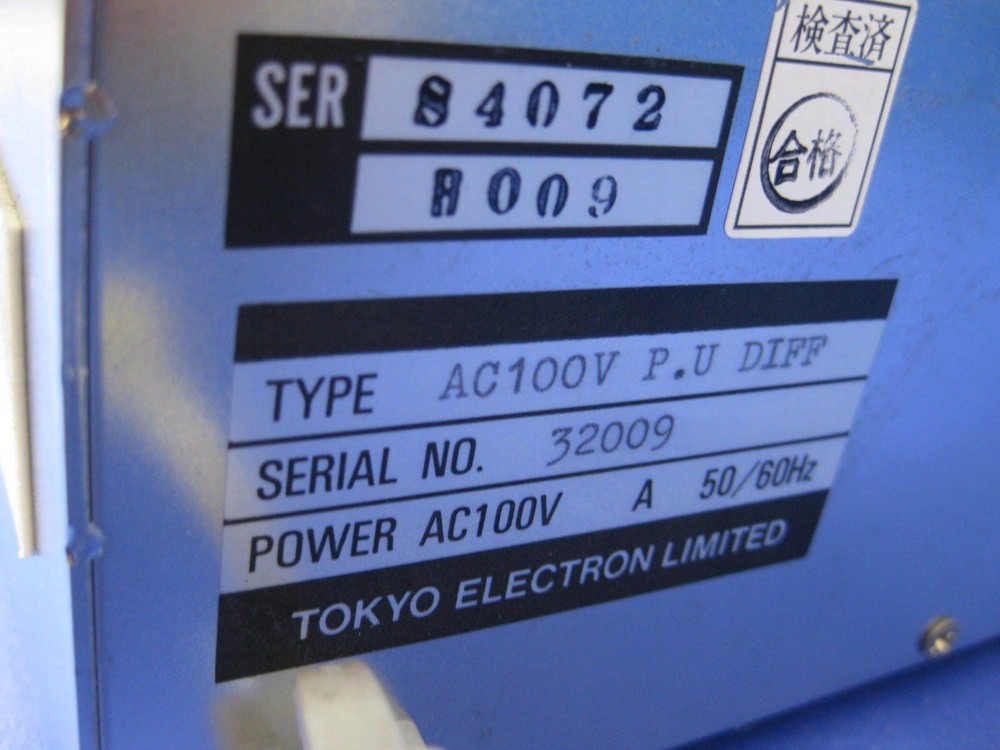 検査済
合格
SER 84072
H009
TYPE AC100V P.U DIFF
SERIAL NO. 32009
POWER AC100V A 50/60Hz
TOKYO ELECTRON LIMITED